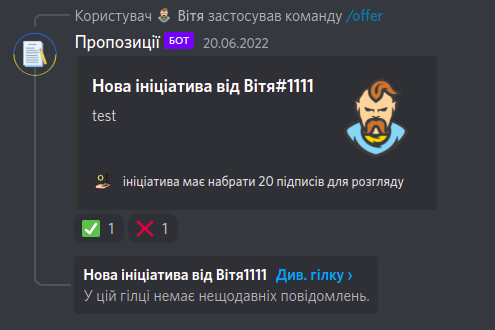 Користувач Вітя застосував команду /offer
Пропозиції БОТ 20.06.2022
Нова ініціатива від Вітя#1111
test
ініціатива має набрати 20 підписів для розгляду
1 1
Нова ініціатива від Вітя1111 Див. гілку ›
У цій гілці немає нещодавніх повідомлень.